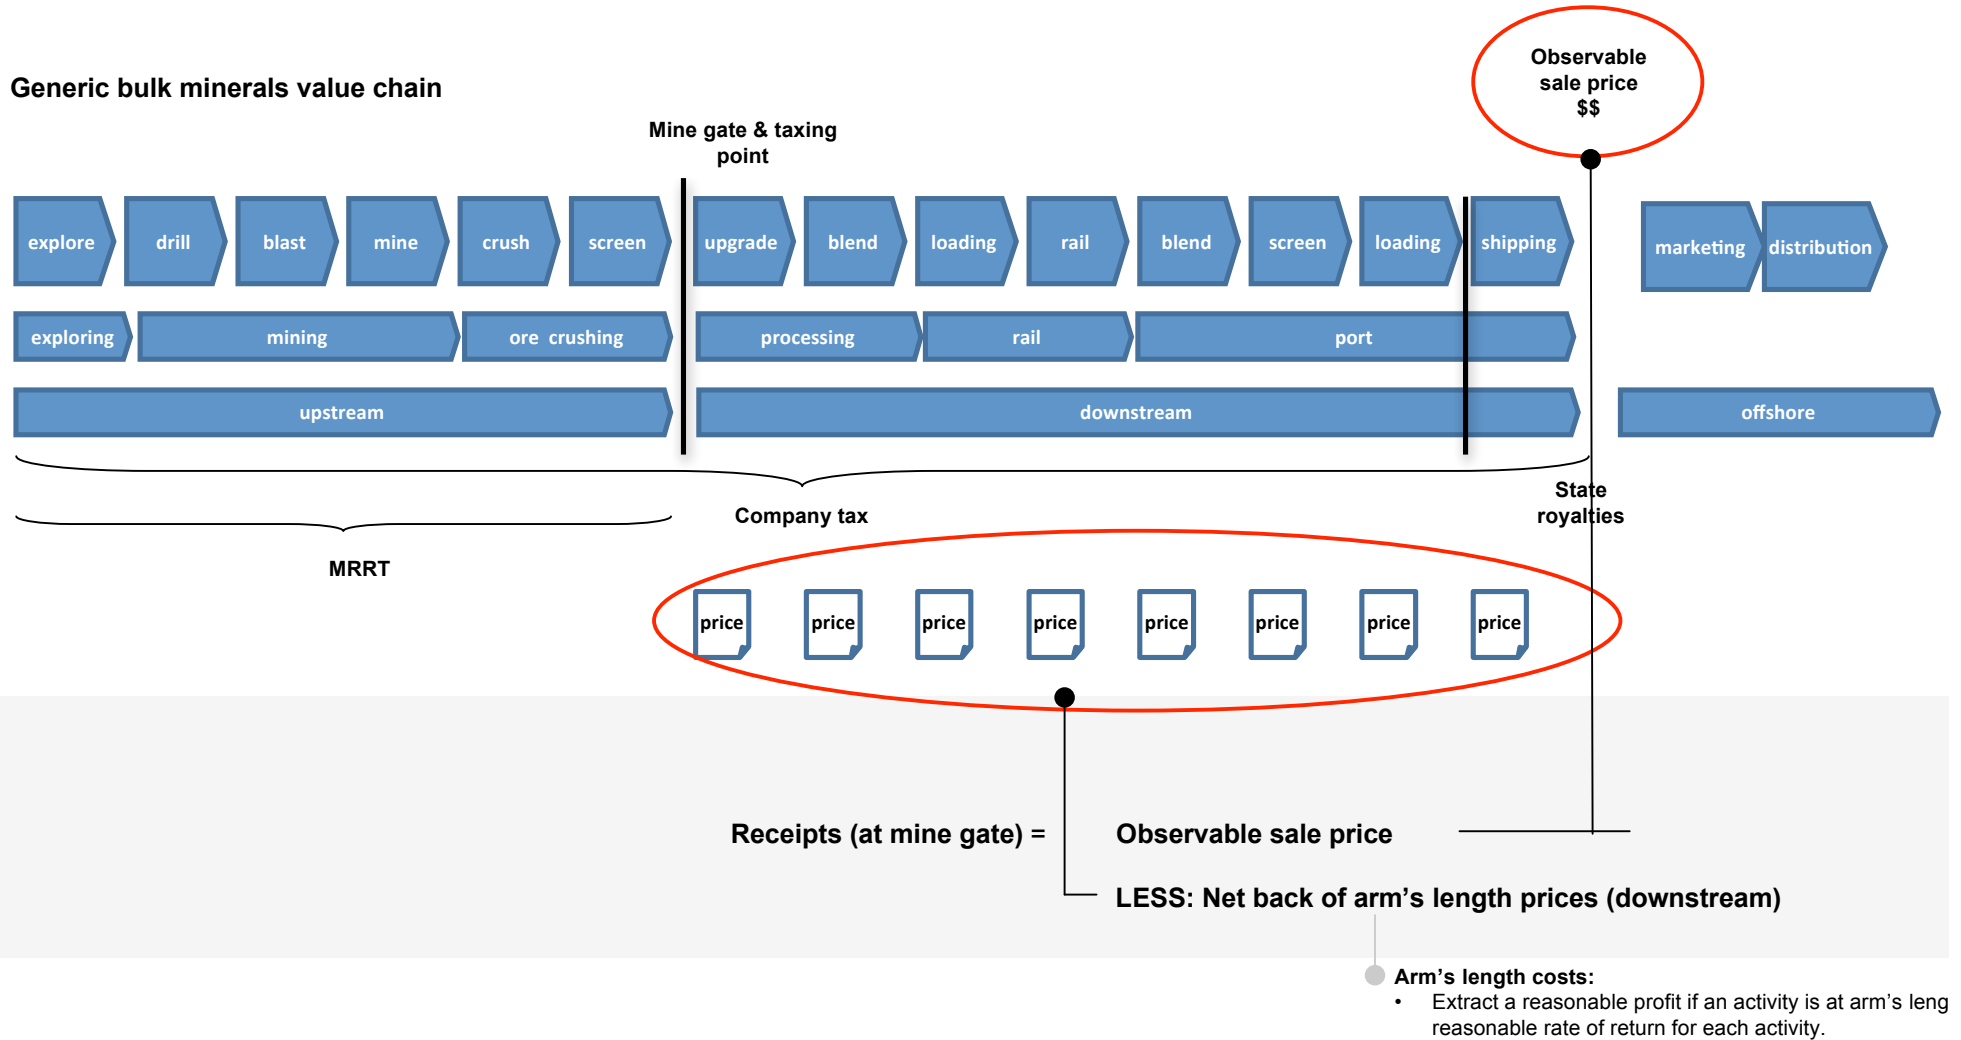 Observable
sale price
$$
Generic bulk minerals value chain
Mine gate & taxing
point
explore drill blast mine crush screen upgrade blend loading rail blend screen loading shipping marketing distribution
exploring mining ore crushing processing rail port
upstream downstream offshore
State
royalties
Company tax
MRRT
price price price price price price price price
Receipts (at mine gate) = Observable sale price
LESS: Net back of arm’s length prices (downstream)
Arm’s length costs:
• Extract a reasonable profit if an activity is at arm’s leng
reasonable rate of return for each activity.